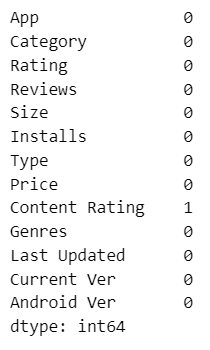 App 0
Category 0
Rating 0
Reviews 0
Size 0
Installs 0
Type 0
Price 0
Content Rating 1
Genres 0
Last Updated 0
Current Ver 0
Android Ver 0
dtype: int64